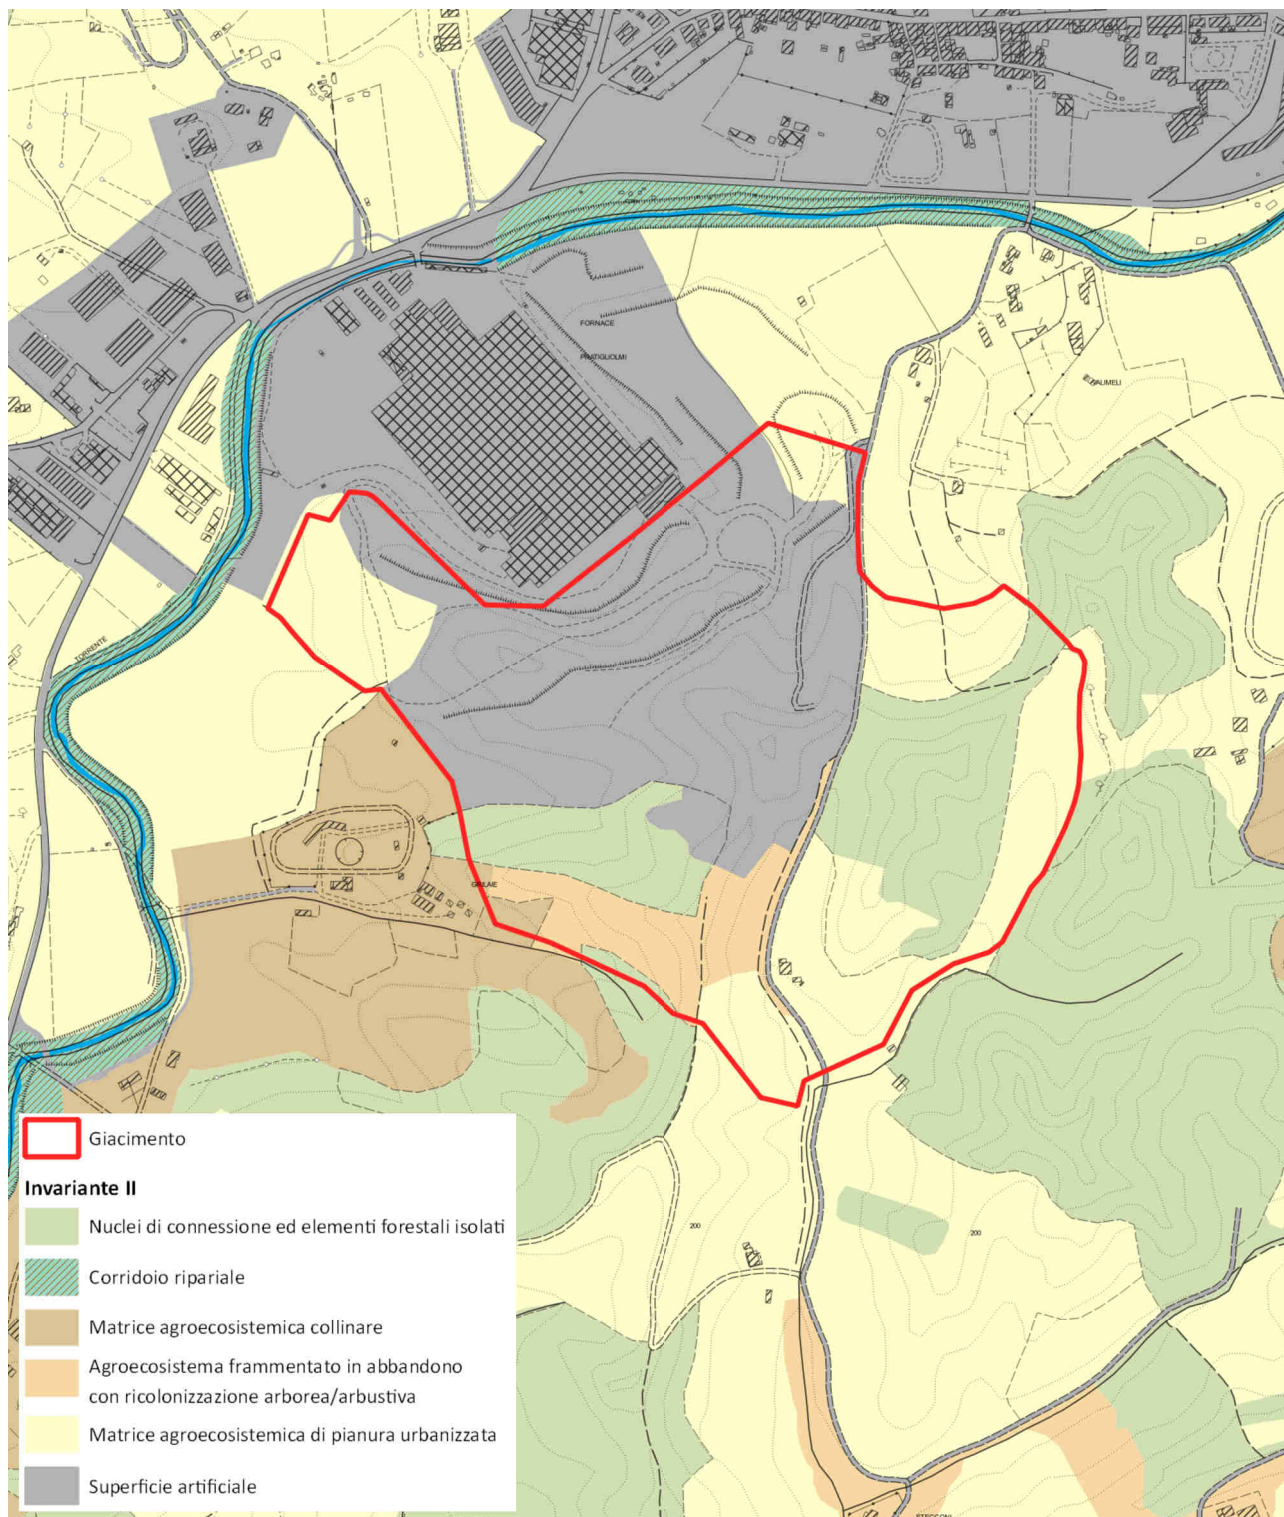 FORNACE
PRATIGLIOLMI
TORRENTE
GRILAIE
200
200
Giacimento
Invariante II
Nuclei di connessione ed elementi forestali isolati
Corridoio ripariale
Matrice agroecosistemica collinare
Agroecosistema frammentato in abbandono
con ricolonizzazione arborea/arbustiva
Matrice agroecosistemica di pianura urbanizzata
Superficie artificiale